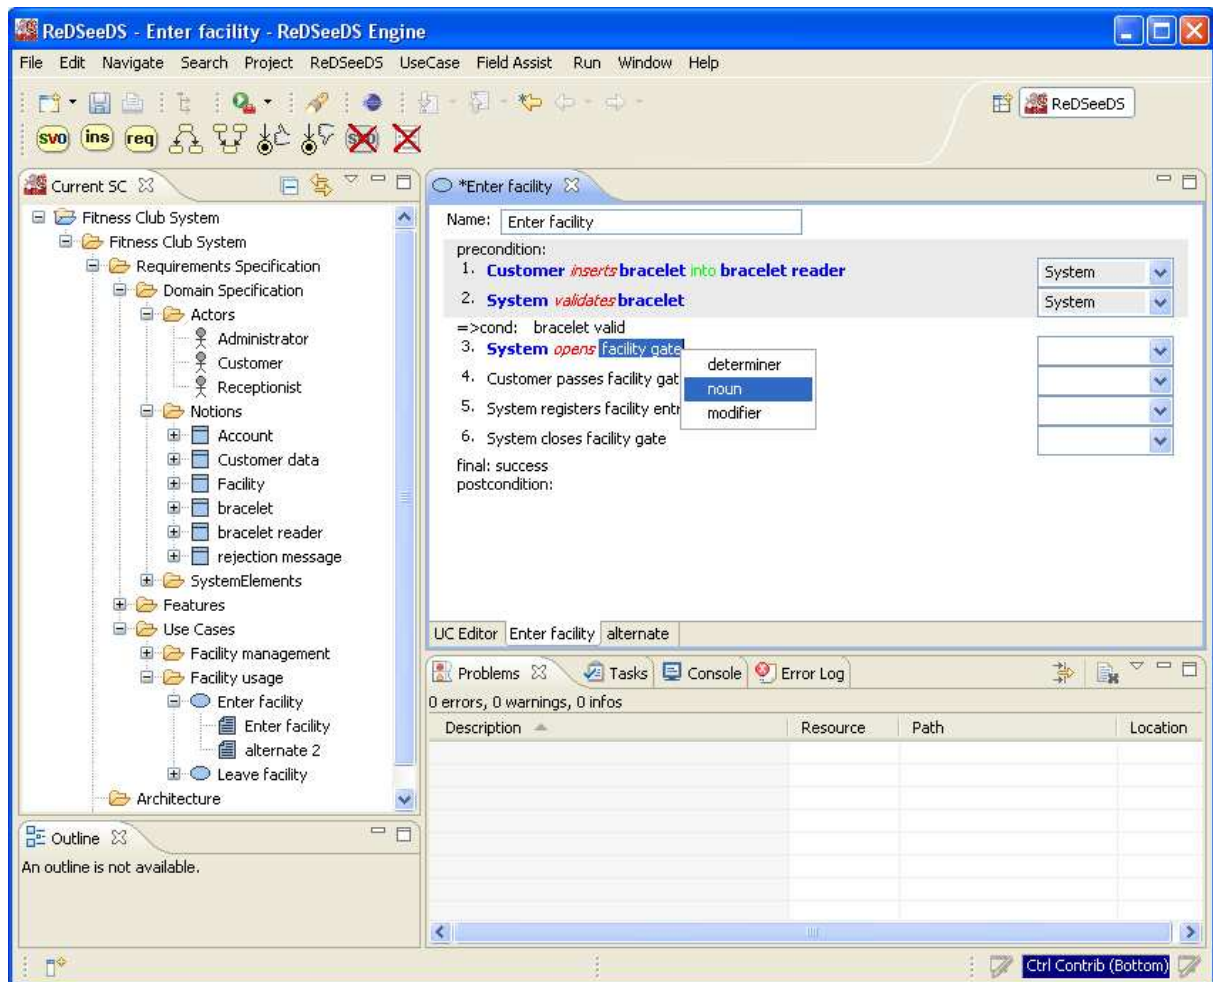 ReDSeeDS - Enter facility - ReDSeeDS Engine
File Edit Navigate Search Project ReDSeeDS UseCase Field Assist Run Window Help
ReDSeeDS
svo ins req
Current SC
Fitness Club System
Fitness Club System
Requirements Specification
Domain Specification
Actors
Administrator
Customer
Receptionist
Notions
Account
Customer data
Facility
bracelet
bracelet reader
rejection message
SystemElements
Features
Use Cases
Facility management
Facility usage
Enter facility
Enter facility
alternate 2
Leave facility
Architecture
Outline
An outline is not available.
*Enter facility
Name: Enter facility
precondition:
1. Customer inserts bracelet into bracelet reader System
2. System validates bracelet System
=>cond: bracelet valid
3. System opens facility gate
determiner
noun
modifier
4. Customer passes facility gat
5. System registers facility entr
6. System closes facility gate
final: success
postcondition:
UC Editor Enter facility alternate
Problems Tasks Console Error Log
0 errors, 0 warnings, 0 infos
Description Resource Path Location
Ctrl Contrib (Bottom)